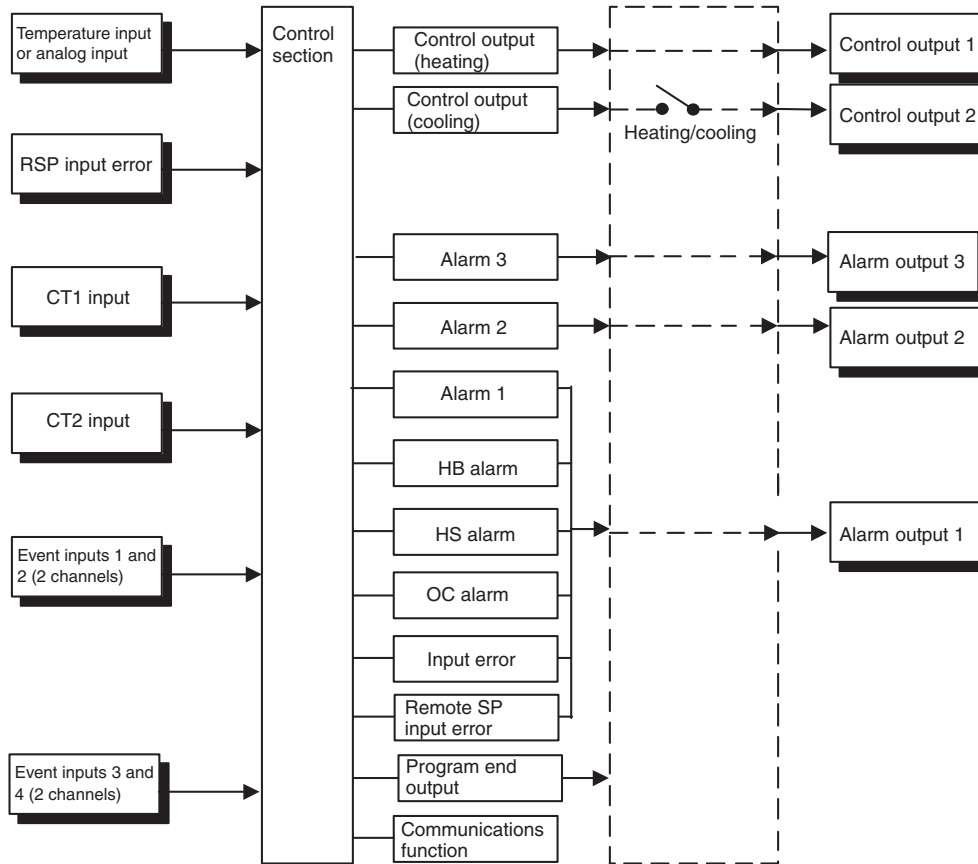 Temperature input
or analog input
RSP input error
CT1 input
CT2 input
Event inputs 1 and
2 (2 channels)
Event inputs 3 and
4 (2 channels)
Control
section
Control output
(heating)
Control output
(cooling)
Alarm 3
Alarm 2
Alarm 1
HB alarm
HS alarm
OC alarm
Input error
Remote SP
input error
Program end
output
Communications
function
Heating/cooling
Control output 1
Control output 2
Alarm output 3
Alarm output 2
Alarm output 1